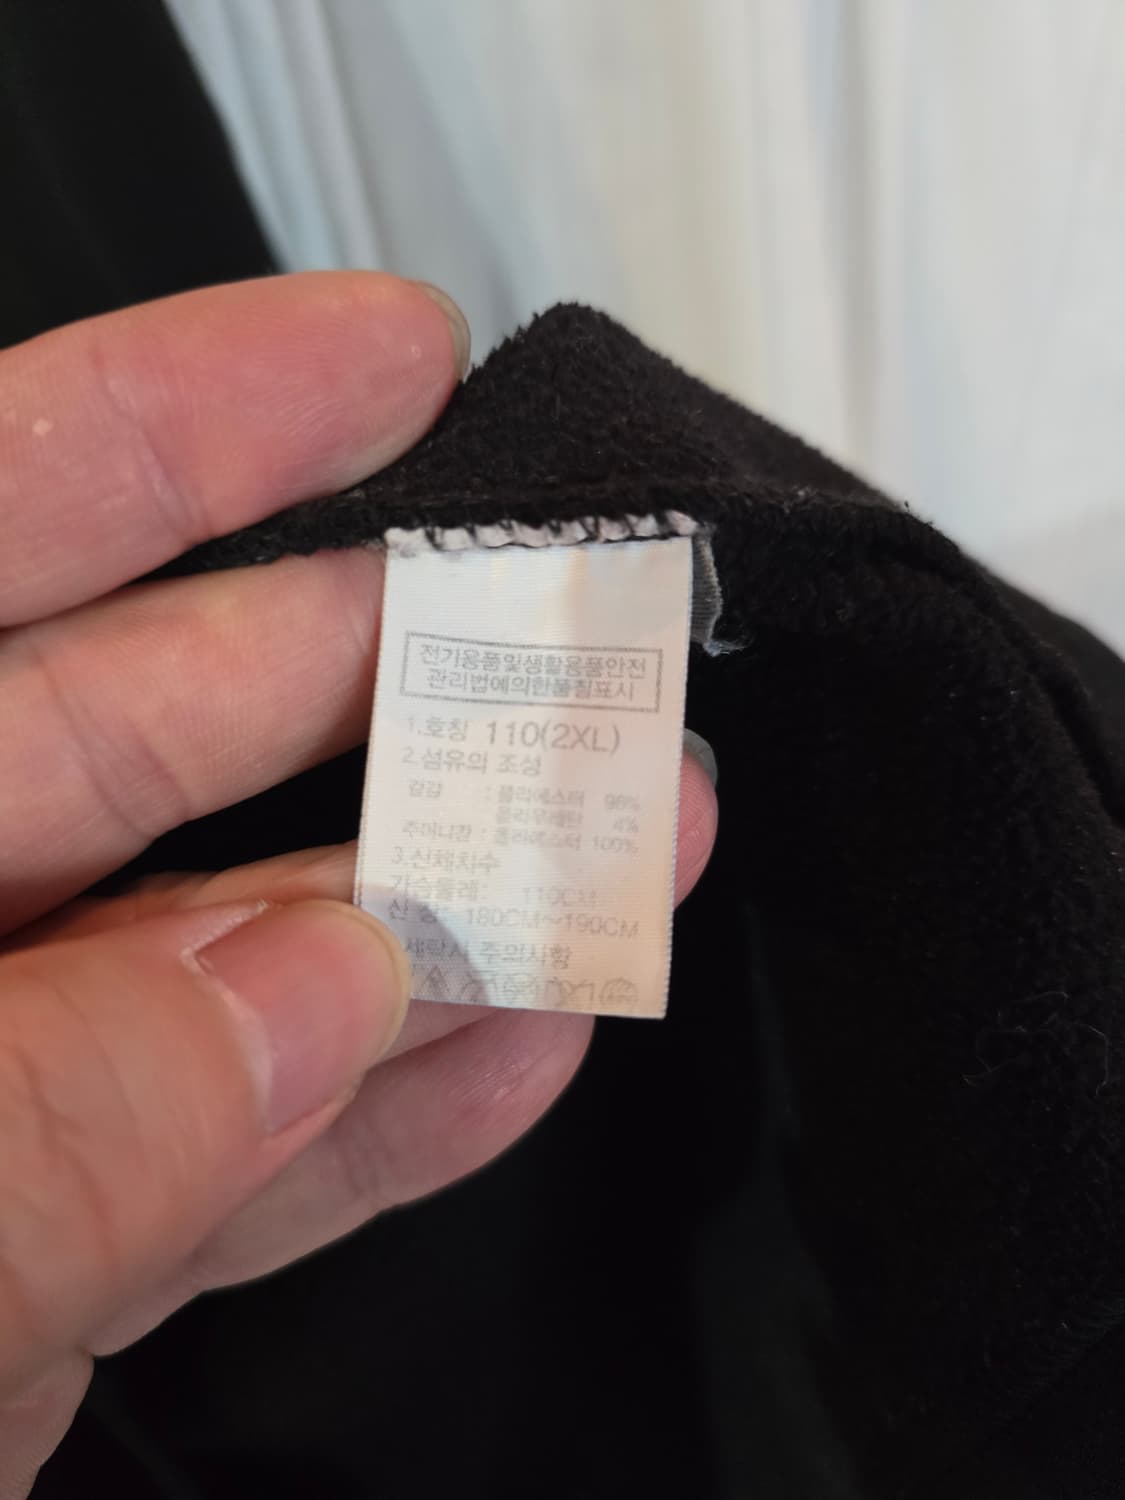 전기용품및생활용품안전
관리법에의한품질표시
1.호칭 110(2XL)
2.섬유의 조성
겉감 : 폴리에스터 96%
폴리우레탄 4%
주머니감 : 폴리에스터 100%
3.신체치수
가슴둘레: 110CM
신 장: 180CM~190CM
세탁시 주의사항